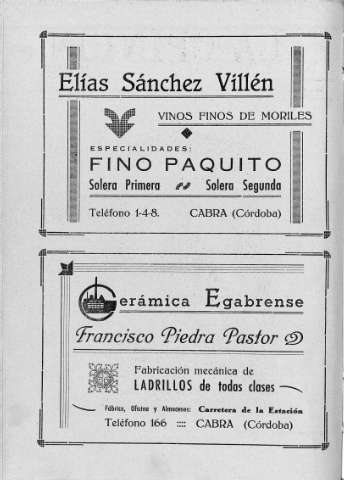 Elías Sánchez Villén
VINOS FINOS DE MORILES
ESPECIALIDADES:
FINO PAQUITO
Solera Primera Solera Segunda
Teléfono 1-4-8. CABRA (Córdoba)
Cerámica Egabrense
Francisco Piedra Pastor
Fabricación mecánica de
LADRILLOS de todas clases
Fábrica, Oficina y Almacenes: Carretera de la Estación
Teléfono 166 :::: CABRA (Córdoba)